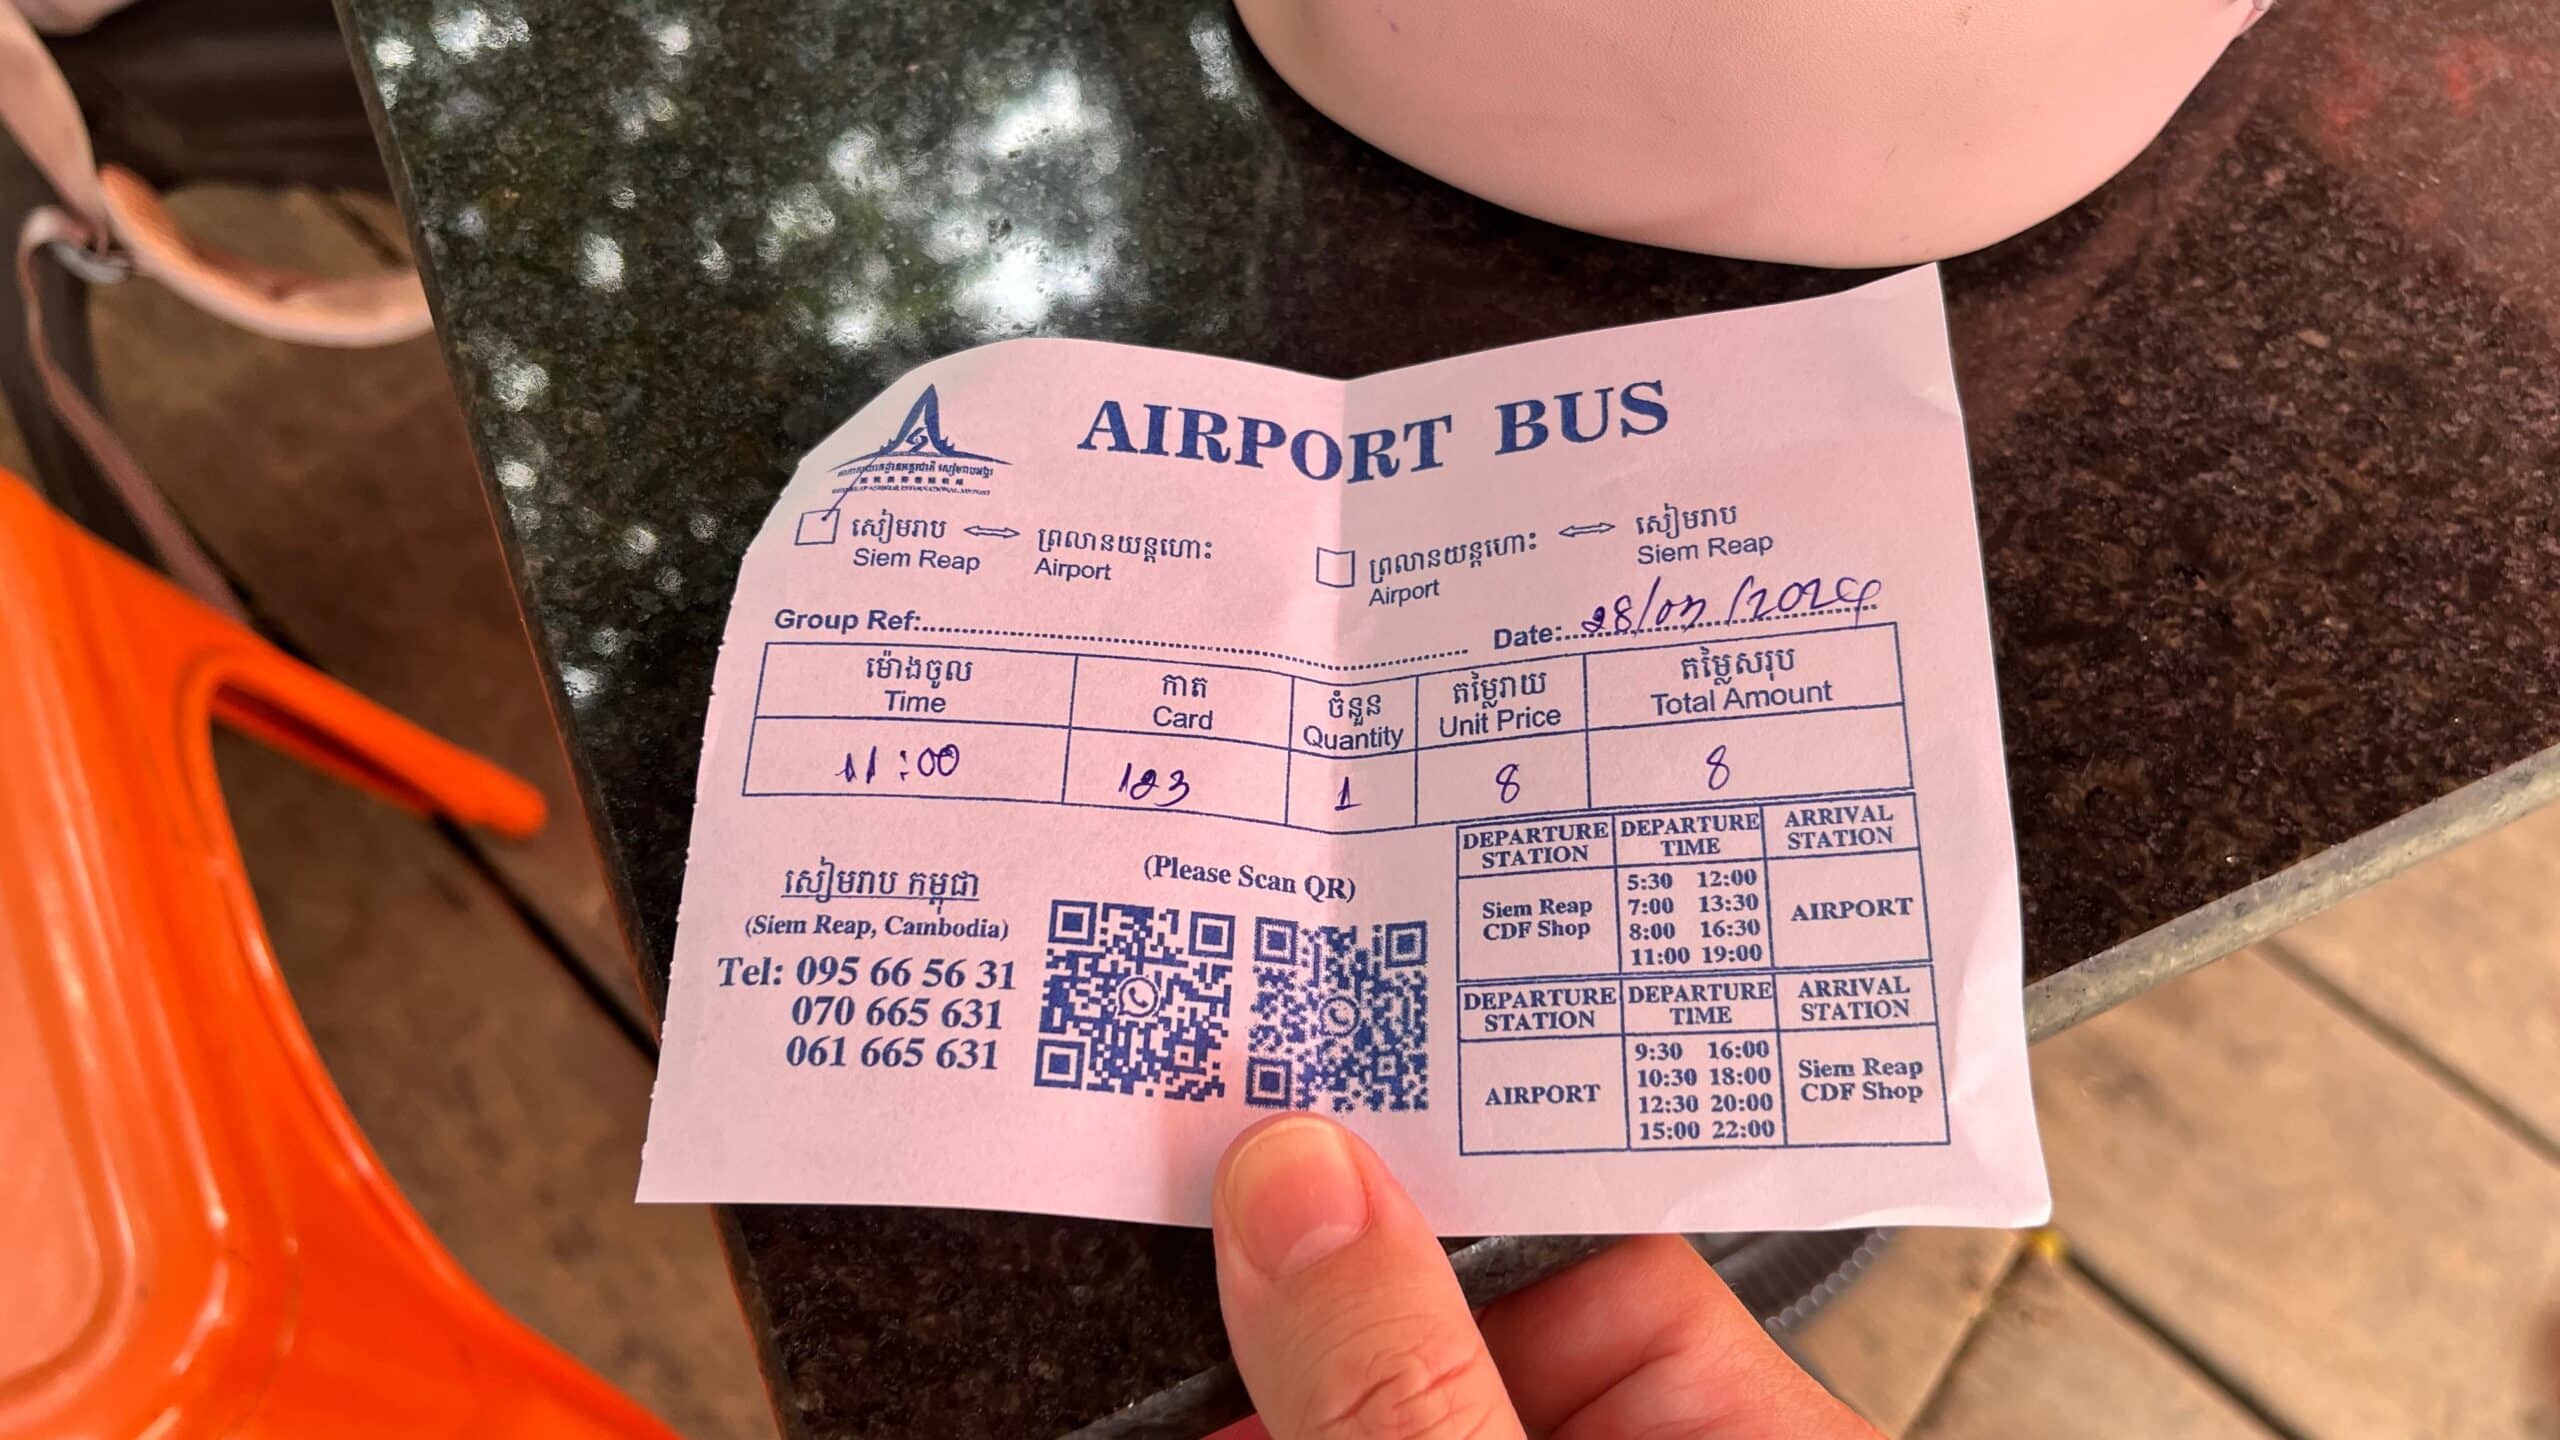 AIRPORT BUS
សៀមរាប ⟺ ព្រលានយន្តហោះ
Siem Reap Airport
ព្រលានយន្តហោះ ⟺ សៀមរាប
Airport Siem Reap
Group Ref:
Date: 28/03/2024
ម៉ោងចូល កាត ចំនួន តម្លៃរាយ តម្លៃសរុប
Time Card Quantity Unit Price Total Amount
11:00 123 1 8 8
សៀមរាប កម្ពុជា
(Siem Reap, Cambodia)
Tel: 095 66 56 31
070 665 631
061 665 631
(Please Scan QR)
DEPARTURE STATION DEPARTURE TIME ARRIVAL STATION
Siem Reap CDF Shop
5:30 12:00
7:00 13:30
8:00 16:30
11:00 19:00
AIRPORT
DEPARTURE STATION DEPARTURE TIME ARRIVAL STATION
AIRPORT
9:30 16:00
10:30 18:00
12:30 20:00
15:00 22:00
Siem Reap CDF Shop